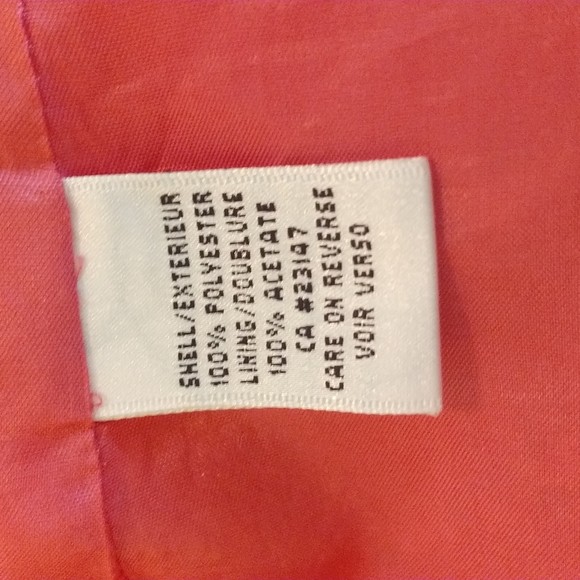 SHELL/EXTERIEUR
100% POLYESTER
LINING/DOUBLURE
100% ACETATE
CA #23147
CARE ON REVERSE
VOIR VERSO